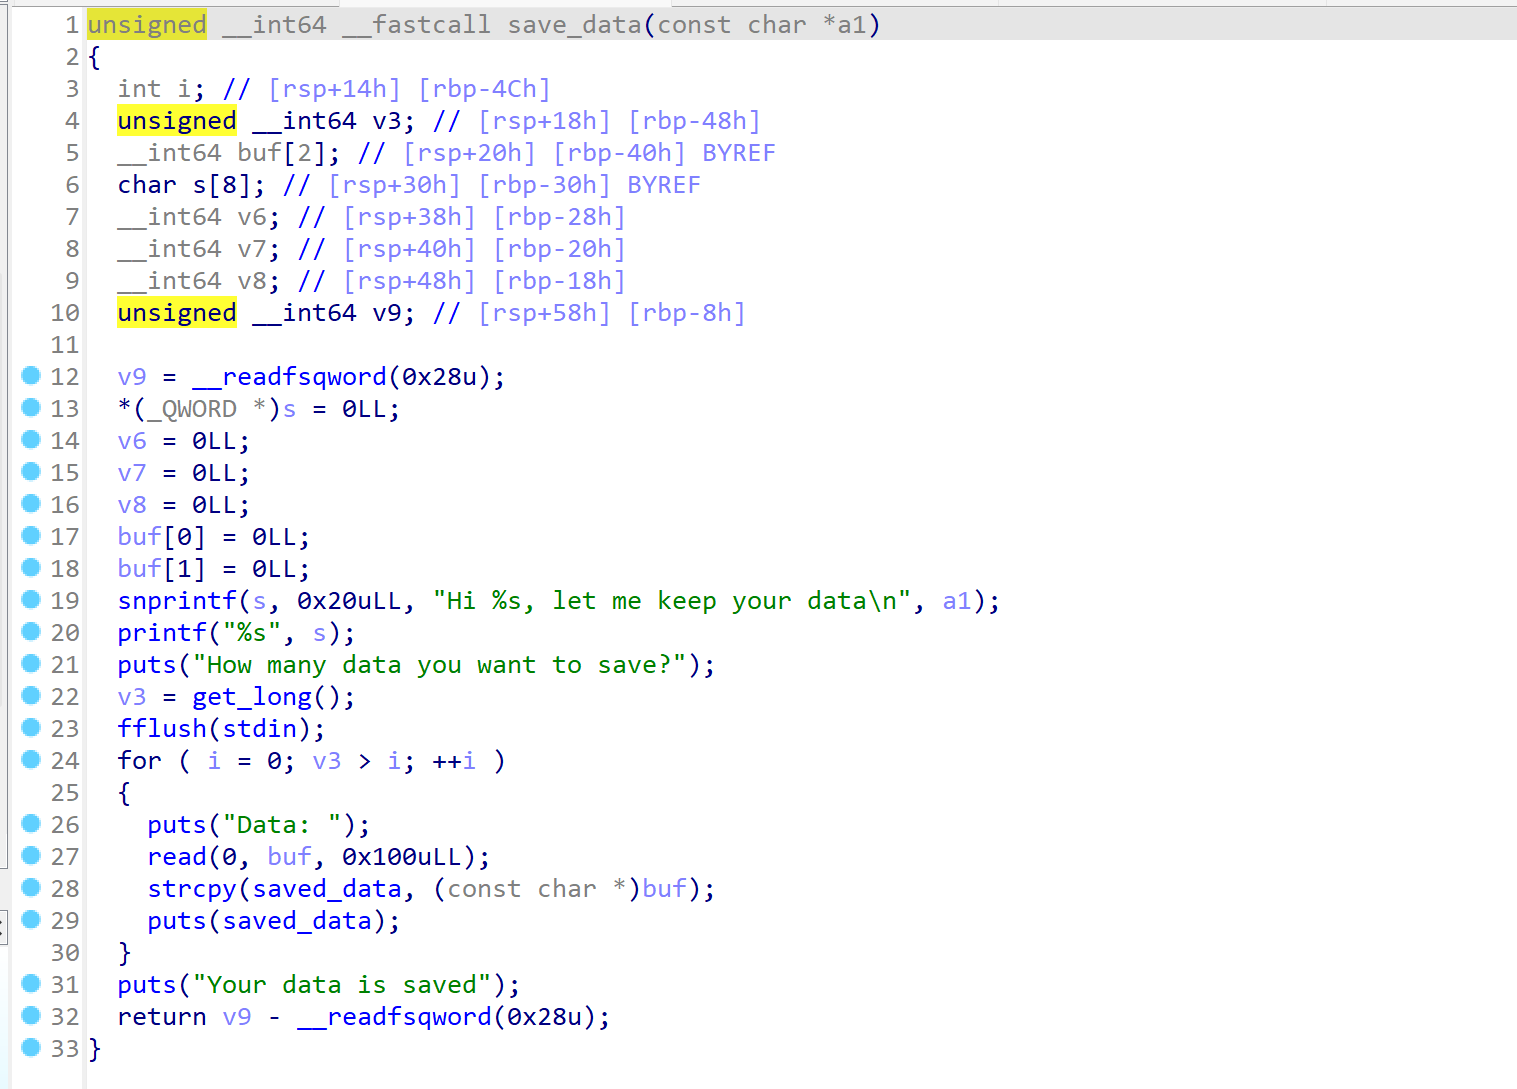 1 unsigned __int64 __fastcall save_data(const char *a1)
2 {
3   int i; // [rsp+14h] [rbp-4Ch]
4   unsigned __int64 v3; // [rsp+18h] [rbp-48h]
5   __int64 buf[2]; // [rsp+20h] [rbp-40h] BYREF
6   char s[8]; // [rsp+30h] [rbp-30h] BYREF
7   __int64 v6; // [rsp+38h] [rbp-28h]
8   __int64 v7; // [rsp+40h] [rbp-20h]
9   __int64 v8; // [rsp+48h] [rbp-18h]
10   unsigned __int64 v9; // [rsp+58h] [rbp-8h]
11
12   v9 = __readfsqword(0x28u);
13   *(_QWORD *)s = 0LL;
14   v6 = 0LL;
15   v7 = 0LL;
16   v8 = 0LL;
17   buf[0] = 0LL;
18   buf[1] = 0LL;
19   snprintf(s, 0x20uLL, "Hi %s, let me keep your data\n", a1);
20   printf("%s", s);
21   puts("How many data you want to save?");
22   v3 = get_long();
23   fflush(stdin);
24   for ( i = 0; v3 > i; ++i )
25   {
26     puts("Data: ");
27     read(0, buf, 0x100uLL);
28     strcpy(saved_data, (const char *)buf);
29     puts(saved_data);
30   }
31   puts("Your data is saved");
32   return v9 - __readfsqword(0x28u);
33 }